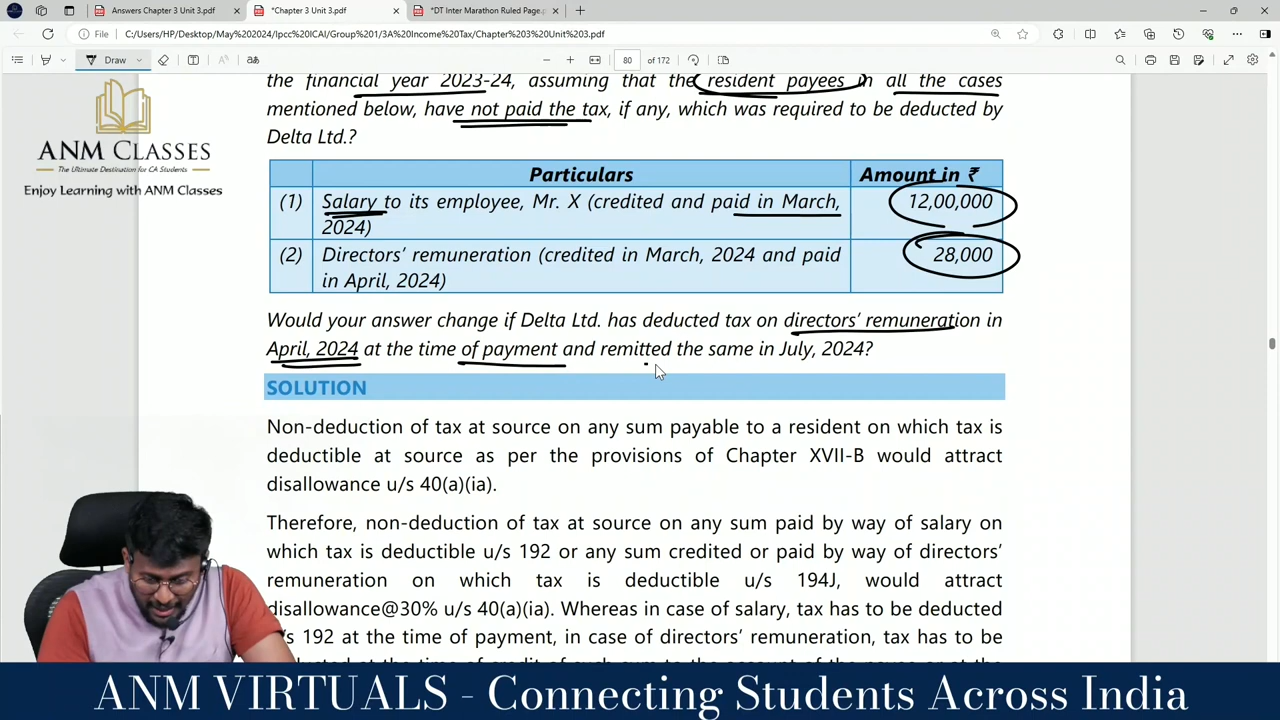 Answers Chapter 3 Unit 3.pdf
*Chapter 3 Unit 3.pdf
*DT Inter Marathon Ruled Page.p
File
C:/Users/HP/Desktop/May%202024/Ipcc%20ICAI/Group%201/3A%20Income%20Tax/Chapter%203%20Unit%203.pdf
Draw
80
of 172
the financial year 2023-24, assuming that the resident payees in all the cases
mentioned below, have not paid the tax, if any, which was required to be deducted by
Delta Ltd.?
ANM CLASSES
The Ultimate Destination for CA Students
Enjoy Learning with ANM Classes
Particulars Amount in ₹
(1) Salary to its employee, Mr. X (credited and paid in March, 12,00,000
2024)
(2) Directors’ remuneration (credited in March, 2024 and paid 28,000
in April, 2024)
Would your answer change if Delta Ltd. has deducted tax on directors’ remuneration in
April, 2024 at the time of payment and remitted the same in July, 2024?
SOLUTION
Non-deduction of tax at source on any sum payable to a resident on which tax is
deductible at source as per the provisions of Chapter XVII-B would attract
disallowance u/s 40(a)(ia).
Therefore, non-deduction of tax at source on any sum paid by way of salary on
which tax is deductible u/s 192 or any sum credited or paid by way of directors’
remuneration on which tax is deductible u/s 194J, would attract
disallowance@30% u/s 40(a)(ia). Whereas in case of salary, tax has to be deducted
/s 192 at the time of payment, in case of directors’ remuneration, tax has to be
ANM VIRTUALS - Connecting Students Across India